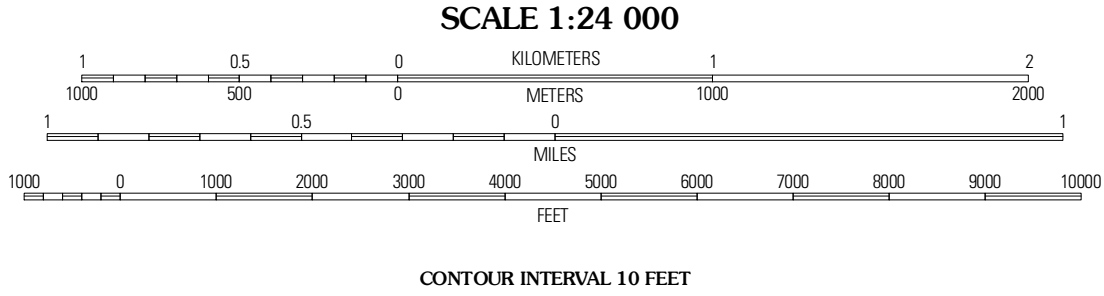 SCALE 1:24 000
1 0.5 0 KILOMETERS 1 2
1000 500 0 METERS 1000 2000
1 0.5 0 1
MILES
1000 0 1000 2000 3000 4000 5000 6000 7000 8000 9000 10000
FEET
CONTOUR INTERVAL 10 FEET